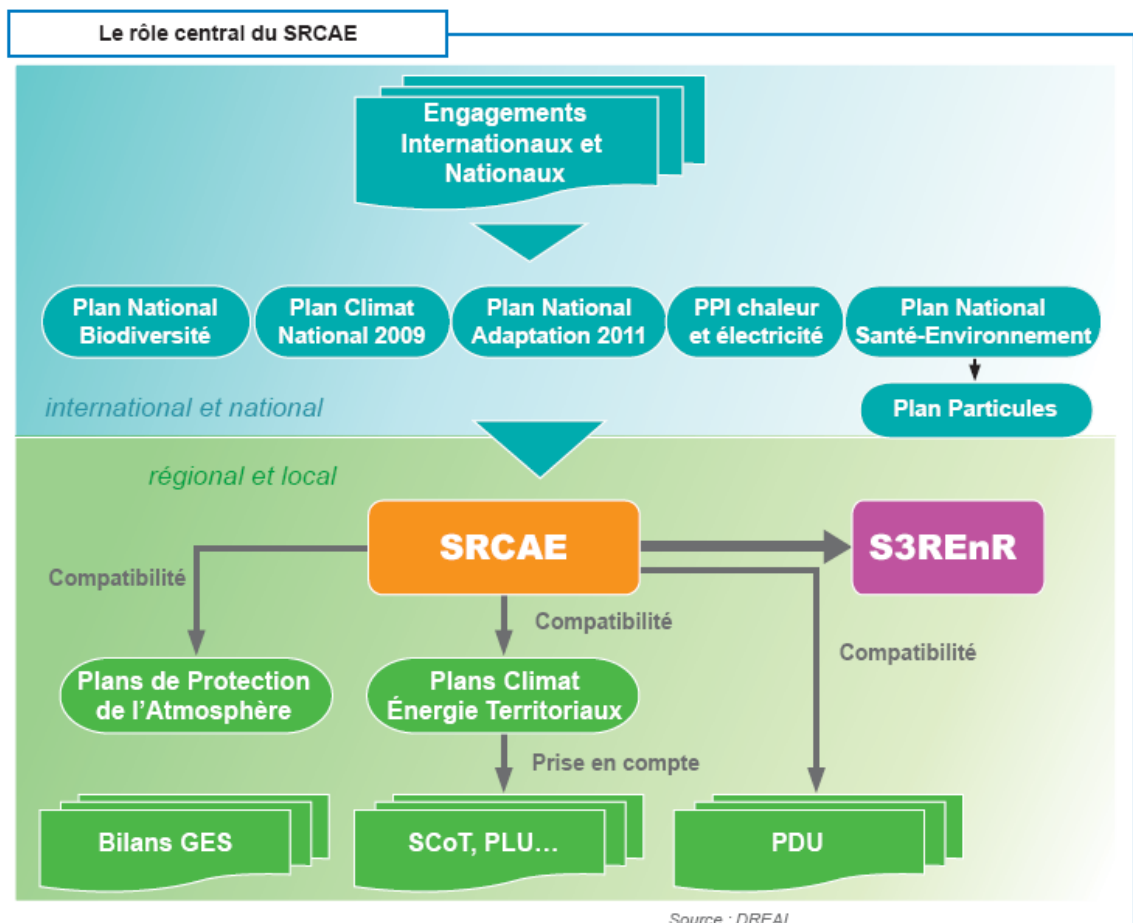 Le rôle central du SRCAE
Engagements
Internationaux et
Nationaux
Plan National
Biodiversité
Plan Climat
National 2009
Plan National
Adaptation 2011
PPI chaleur
et électricité
Plan National
Santé-Environnement
Plan Particules
international et national
régional et local
SRCAE
S3REnR
Compatibilité
Compatibilité
Compatibilité
Plans de Protection
de l'Atmosphère
Plans Climat
Énergie Territoriaux
Prise en compte
Bilans GES
SCoT, PLU…
PDU
Source : DREAL